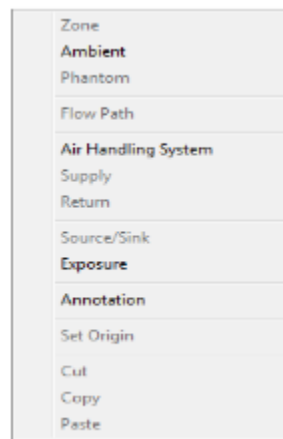 Zone
Ambient
Phantom
Flow Path
Air Handling System
Supply
Return
Source/Sink
Exposure
Annotation
Set Origin
Cut
Copy
Paste